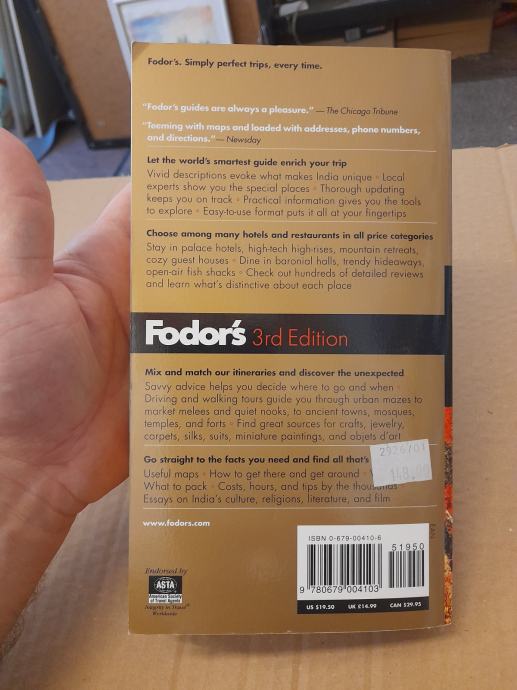 Fodor's. Simply perfect trips, every time.
"Fodor's guides are always a pleasure." — The Chicago Tribune
"Teeming with maps and loaded with addresses, phone numbers,
and directions." — Newsday
Let the world's smartest guide enrich your trip
Vivid descriptions evoke what makes India unique • Local
experts show you the special places • Thorough updating
keeps you on track • Practical information gives you the tools
to explore • Easy-to-use format puts it all at your fingertips
Choose among many hotels and restaurants in all price categories
Stay in palace hotels, high-tech high-rises, mountain retreats,
cozy guest houses • Dine in baronial halls, trendy hideaways,
open-air fish shacks • Check out hundreds of detailed reviews
and learn what's distinctive about each place
Fodor's 3rd Edition
Mix and match our itineraries and discover the unexpected
Savvy advice helps you decide where to go and when •
Driving and walking tours guide you through urban mazes to
market melees and quiet nooks, to ancient towns, mosques,
temples, and forts • Find great sources for crafts, jewelry,
carpets, silks, suits, miniature paintings, and objets d'art
Go straight to the facts you need and find all that's
Useful maps • How to get there and get around •
What to pack • Costs, hours, and tips by the thousands •
Essays on India's culture, religions, literature, and film
2926/01
148.00
www.fodors.com
ISBN 0-679-00410-6
51950
9 780679 004103
US $19.50 UK £14.99 CAN $29.95
Endorsed by
ASTA
American Society
of Travel Agents
Integrity in Travel
Worldwide